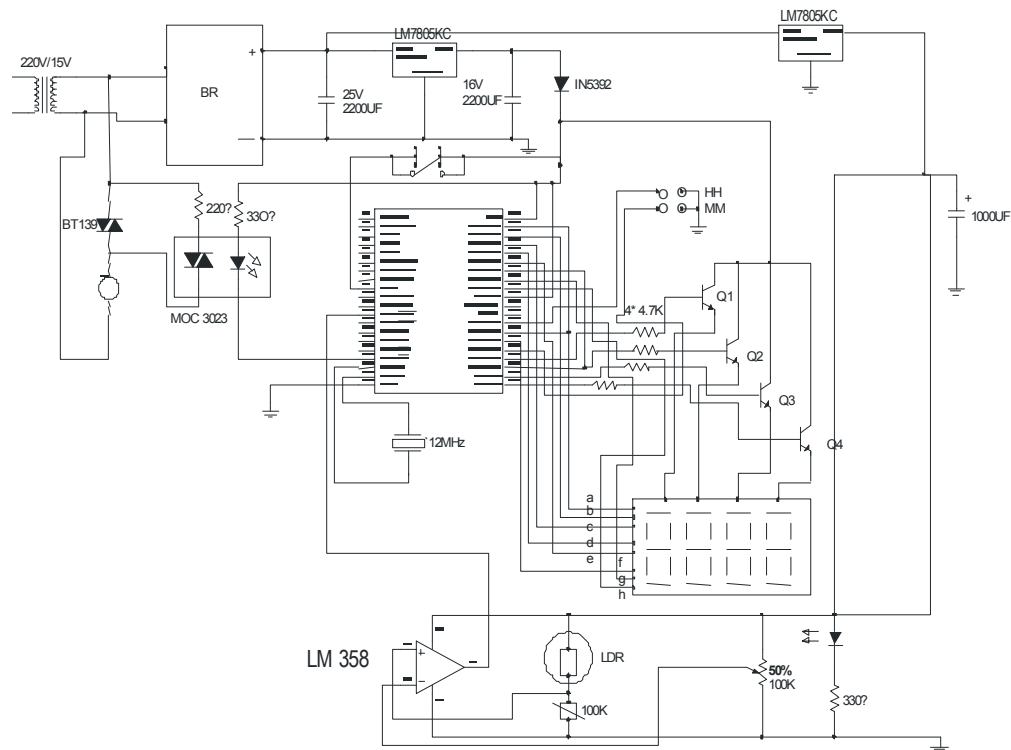 LM7805KC
LM7805KC
220V/15V
+
BR
25V
2200UF
16V
2200UF
IN5392
HH
MM
+
1000UF
220?
33O?
BT139
MOC 3023
Q1
4* 4.7K
Q2
Q3
Q4
12MHz
a
b
c
d
e
f
g
h
LM 358
+
LDR
50%
100K
100K
330?